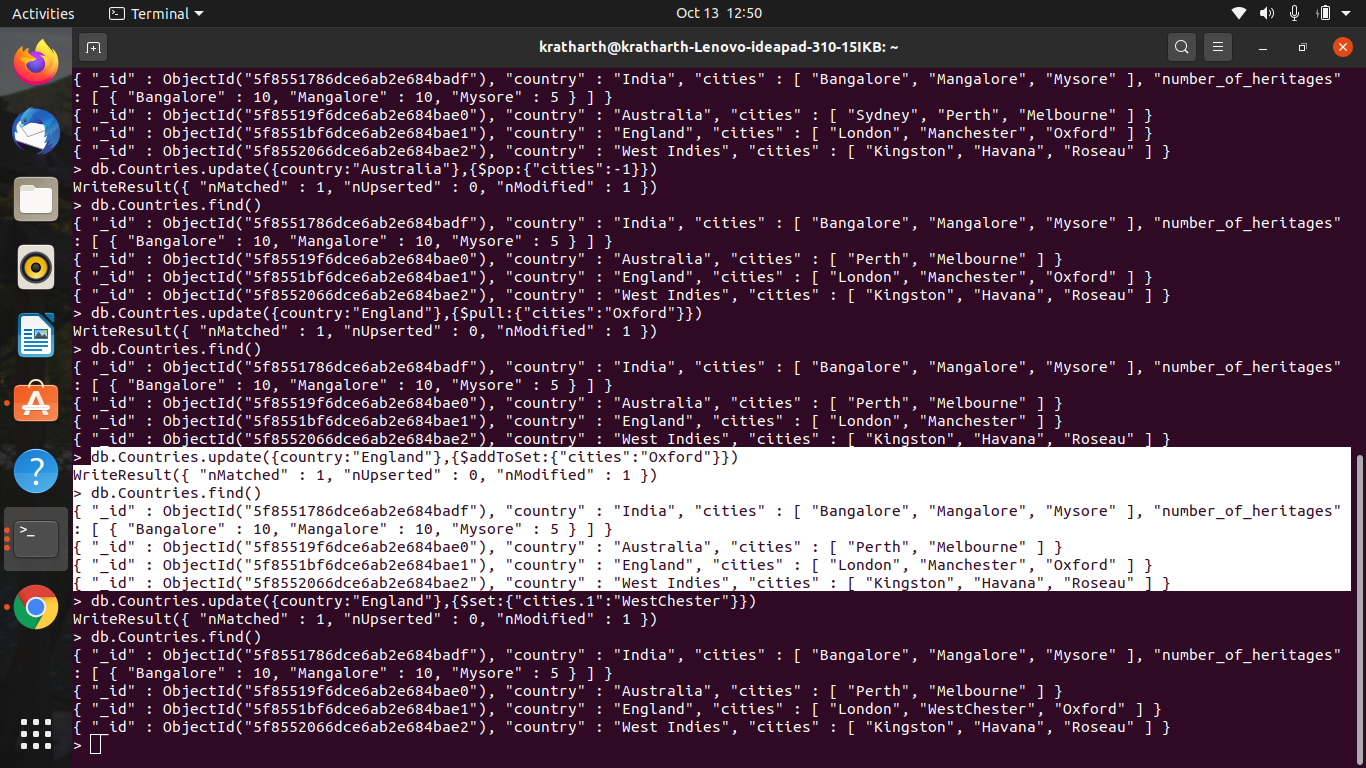 Activities
Terminal
Oct 13 12:50
kratharth@kratharth-Lenovo-ideapad-310-15IKB: ~
{ "_id" : ObjectId("5f8551786dce6ab2e684badf"), "country" : "India", "cities" : [ "Bangalore", "Mangalore", "Mysore" ], "number_of_heritages"
: [ { "Bangalore" : 10, "Mangalore" : 10, "Mysore" : 5 } ] }
{ "_id" : ObjectId("5f85519f6dce6ab2e684bae0"), "country" : "Australia", "cities" : [ "Sydney", "Perth", "Melbourne" ] }
{ "_id" : ObjectId("5f8551bf6dce6ab2e684bae1"), "country" : "England", "cities" : [ "London", "Manchester", "Oxford" ] }
{ "_id" : ObjectId("5f8552066dce6ab2e684bae2"), "country" : "West Indies", "cities" : [ "Kingston", "Havana", "Roseau" ] }
> db.Countries.update({country:"Australia"},{$pop:{"cities":-1}})
WriteResult({ "nMatched" : 1, "nUpserted" : 0, "nModified" : 1 })
> db.Countries.find()
{ "_id" : ObjectId("5f8551786dce6ab2e684badf"), "country" : "India", "cities" : [ "Bangalore", "Mangalore", "Mysore" ], "number_of_heritages"
: [ { "Bangalore" : 10, "Mangalore" : 10, "Mysore" : 5 } ] }
{ "_id" : ObjectId("5f85519f6dce6ab2e684bae0"), "country" : "Australia", "cities" : [ "Perth", "Melbourne" ] }
{ "_id" : ObjectId("5f8551bf6dce6ab2e684bae1"), "country" : "England", "cities" : [ "London", "Manchester", "Oxford" ] }
{ "_id" : ObjectId("5f8552066dce6ab2e684bae2"), "country" : "West Indies", "cities" : [ "Kingston", "Havana", "Roseau" ] }
> db.Countries.update({country:"England"},{$pull:{"cities":"Oxford"}})
WriteResult({ "nMatched" : 1, "nUpserted" : 0, "nModified" : 1 })
> db.Countries.find()
{ "_id" : ObjectId("5f8551786dce6ab2e684badf"), "country" : "India", "cities" : [ "Bangalore", "Mangalore", "Mysore" ], "number_of_heritages"
: [ { "Bangalore" : 10, "Mangalore" : 10, "Mysore" : 5 } ] }
{ "_id" : ObjectId("5f85519f6dce6ab2e684bae0"), "country" : "Australia", "cities" : [ "Perth", "Melbourne" ] }
{ "_id" : ObjectId("5f8551bf6dce6ab2e684bae1"), "country" : "England", "cities" : [ "London", "Manchester" ] }
{ "_id" : ObjectId("5f8552066dce6ab2e684bae2"), "country" : "West Indies", "cities" : [ "Kingston", "Havana", "Roseau" ] }
> db.Countries.update({country:"England"},{$addToSet:{"cities":"Oxford"}})
WriteResult({ "nMatched" : 1, "nUpserted" : 0, "nModified" : 1 })
> db.Countries.find()
{ "_id" : ObjectId("5f8551786dce6ab2e684badf"), "country" : "India", "cities" : [ "Bangalore", "Mangalore", "Mysore" ], "number_of_heritages"
: [ { "Bangalore" : 10, "Mangalore" : 10, "Mysore" : 5 } ] }
{ "_id" : ObjectId("5f85519f6dce6ab2e684bae0"), "country" : "Australia", "cities" : [ "Perth", "Melbourne" ] }
{ "_id" : ObjectId("5f8551bf6dce6ab2e684bae1"), "country" : "England", "cities" : [ "London", "Manchester", "Oxford" ] }
{ "_id" : ObjectId("5f8552066dce6ab2e684bae2"), "country" : "West Indies", "cities" : [ "Kingston", "Havana", "Roseau" ] }
> db.Countries.update({country:"England"},{$set:{"cities.1":"WestChester"}})
WriteResult({ "nMatched" : 1, "nUpserted" : 0, "nModified" : 1 })
> db.Countries.find()
{ "_id" : ObjectId("5f8551786dce6ab2e684badf"), "country" : "India", "cities" : [ "Bangalore", "Mangalore", "Mysore" ], "number_of_heritages"
: [ { "Bangalore" : 10, "Mangalore" : 10, "Mysore" : 5 } ] }
{ "_id" : ObjectId("5f85519f6dce6ab2e684bae0"), "country" : "Australia", "cities" : [ "Perth", "Melbourne" ] }
{ "_id" : ObjectId("5f8551bf6dce6ab2e684bae1"), "country" : "England", "cities" : [ "London", "WestChester", "Oxford" ] }
{ "_id" : ObjectId("5f8552066dce6ab2e684bae2"), "country" : "West Indies", "cities" : [ "Kingston", "Havana", "Roseau" ] }
>